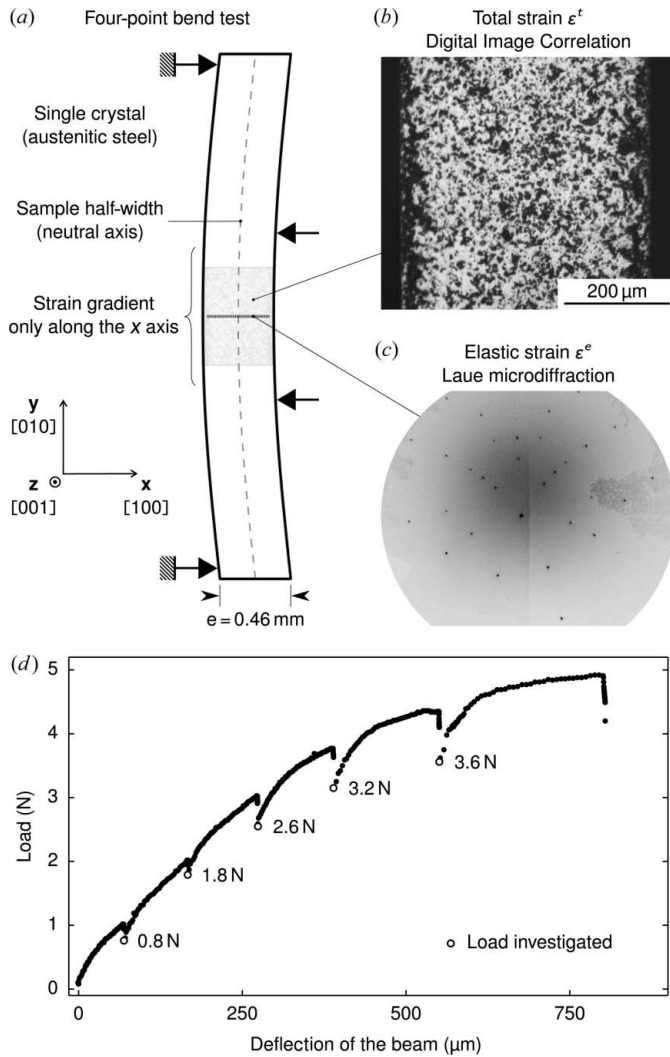 (a) Four-point bend test
Single crystal
(austenitic steel)
Sample half-width
(neutral axis)
Strain gradient
only along the x axis
y
[010]
z
[001]
x
[100]
e = 0.46 mm
(b) Total strain εᵗ
Digital Image Correlation
200 μm
(c) Elastic strain εᵉ
Laue microdiffraction
(d)
5
4
3
2
1
0
Load (N)
0.8 N
1.8 N
2.6 N
3.2 N
3.6 N
Load investigated
0
250
500
750
Deflection of the beam (μm)